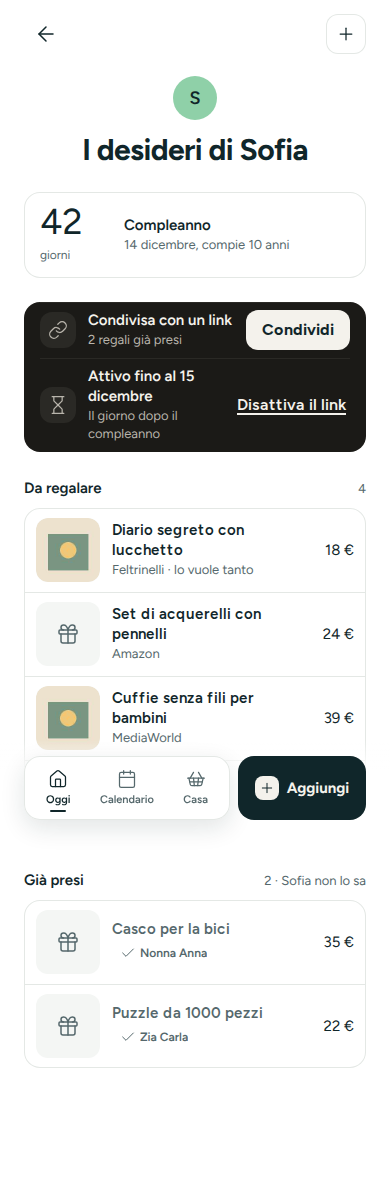 S
I desideri di Sofia
42
giorni
Compleanno
14 dicembre, compie 10 anni
Condivisa con un link
2 regali già presi
Condividi
Attivo fino al 15
dicembre
Il giorno dopo il
compleanno
Disattiva il link
Da regalare
4
Diario segreto con
lucchetto
Feltrinelli · lo vuole tanto
18 €
Set di acquerelli con
pennelli
Amazon
24 €
Cuffie senza fili per
bambini
MediaWorld
39 €
Oggi
Calendario
Casa
Aggiungi
Già presi
2 · Sofia non lo sa
Casco per la bici
Nonna Anna
35 €
Puzzle da 1000 pezzi
Zia Carla
22 €